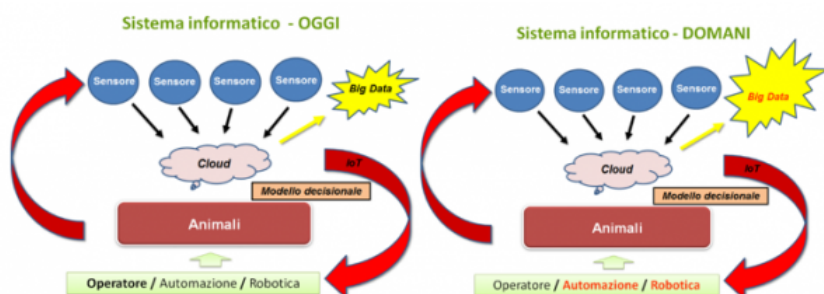 Sistema informatico - OGGI
Sensore
Sensore
Sensore
Sensore
Big Data
Cloud
IoT
Modello decisionale
Animali
Operatore / Automazione / Robotica
Sistema informatico - DOMANI
Sensore
Sensore
Sensore
Sensore
Big Data
Cloud
IoT
Modello decisionale
Animali
Operatore / Automazione / Robotica